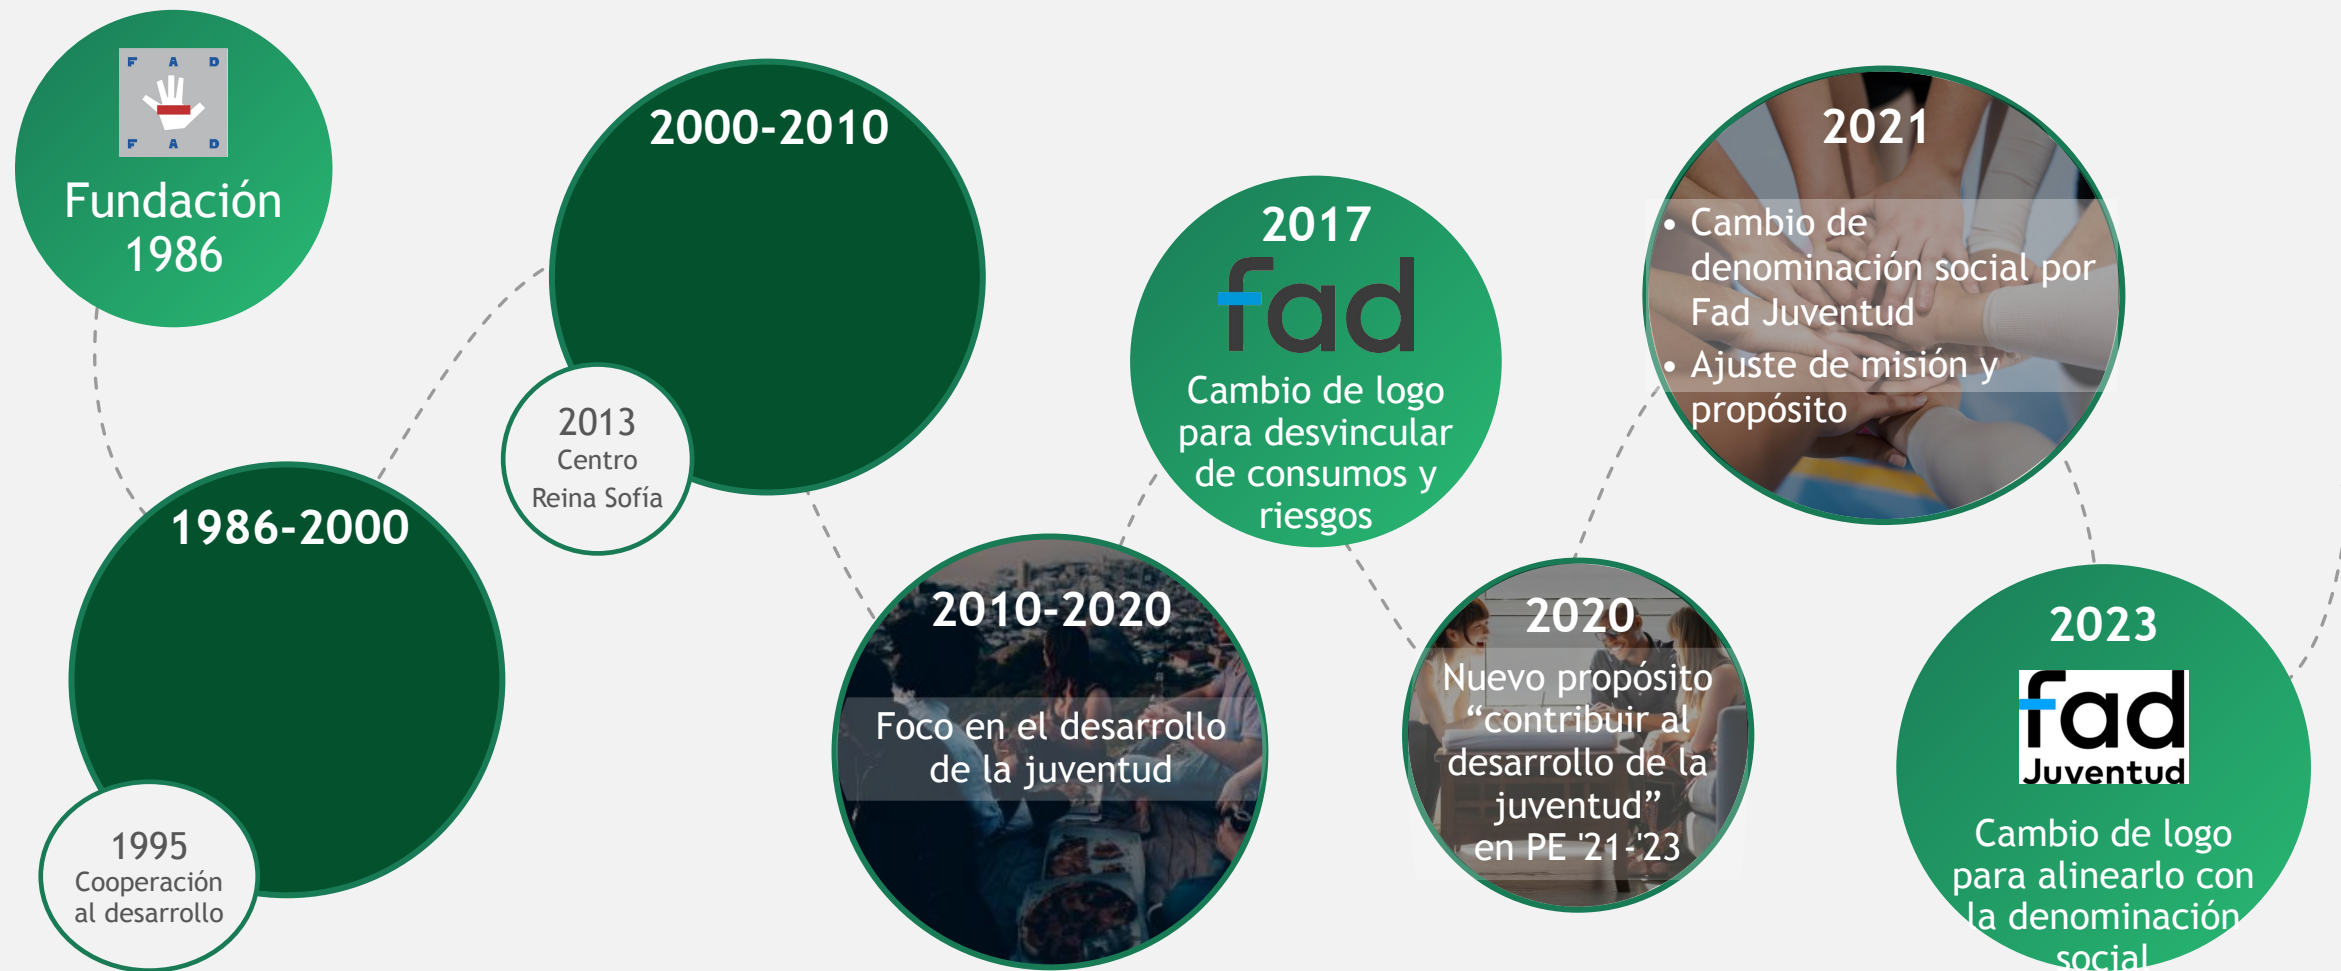 F A D
F A D
Fundación
1986
1986-2000
1995
Cooperación
al desarrollo
2000-2010
2013
Centro
Reina Sofía
2010-2020
Foco en el desarrollo
de la juventud
2017
fad
Cambio de logo
para desvincular
de consumos y
riesgos
2020
Nuevo propósito
“contribuir al
desarrollo de la
juventud”
en PE '21-'23
2021
• Cambio de
denominación social por
Fad Juventud
• Ajuste de misión y
propósito
2023
fad
Juventud
Cambio de logo
para alinearlo con
la denominación
social